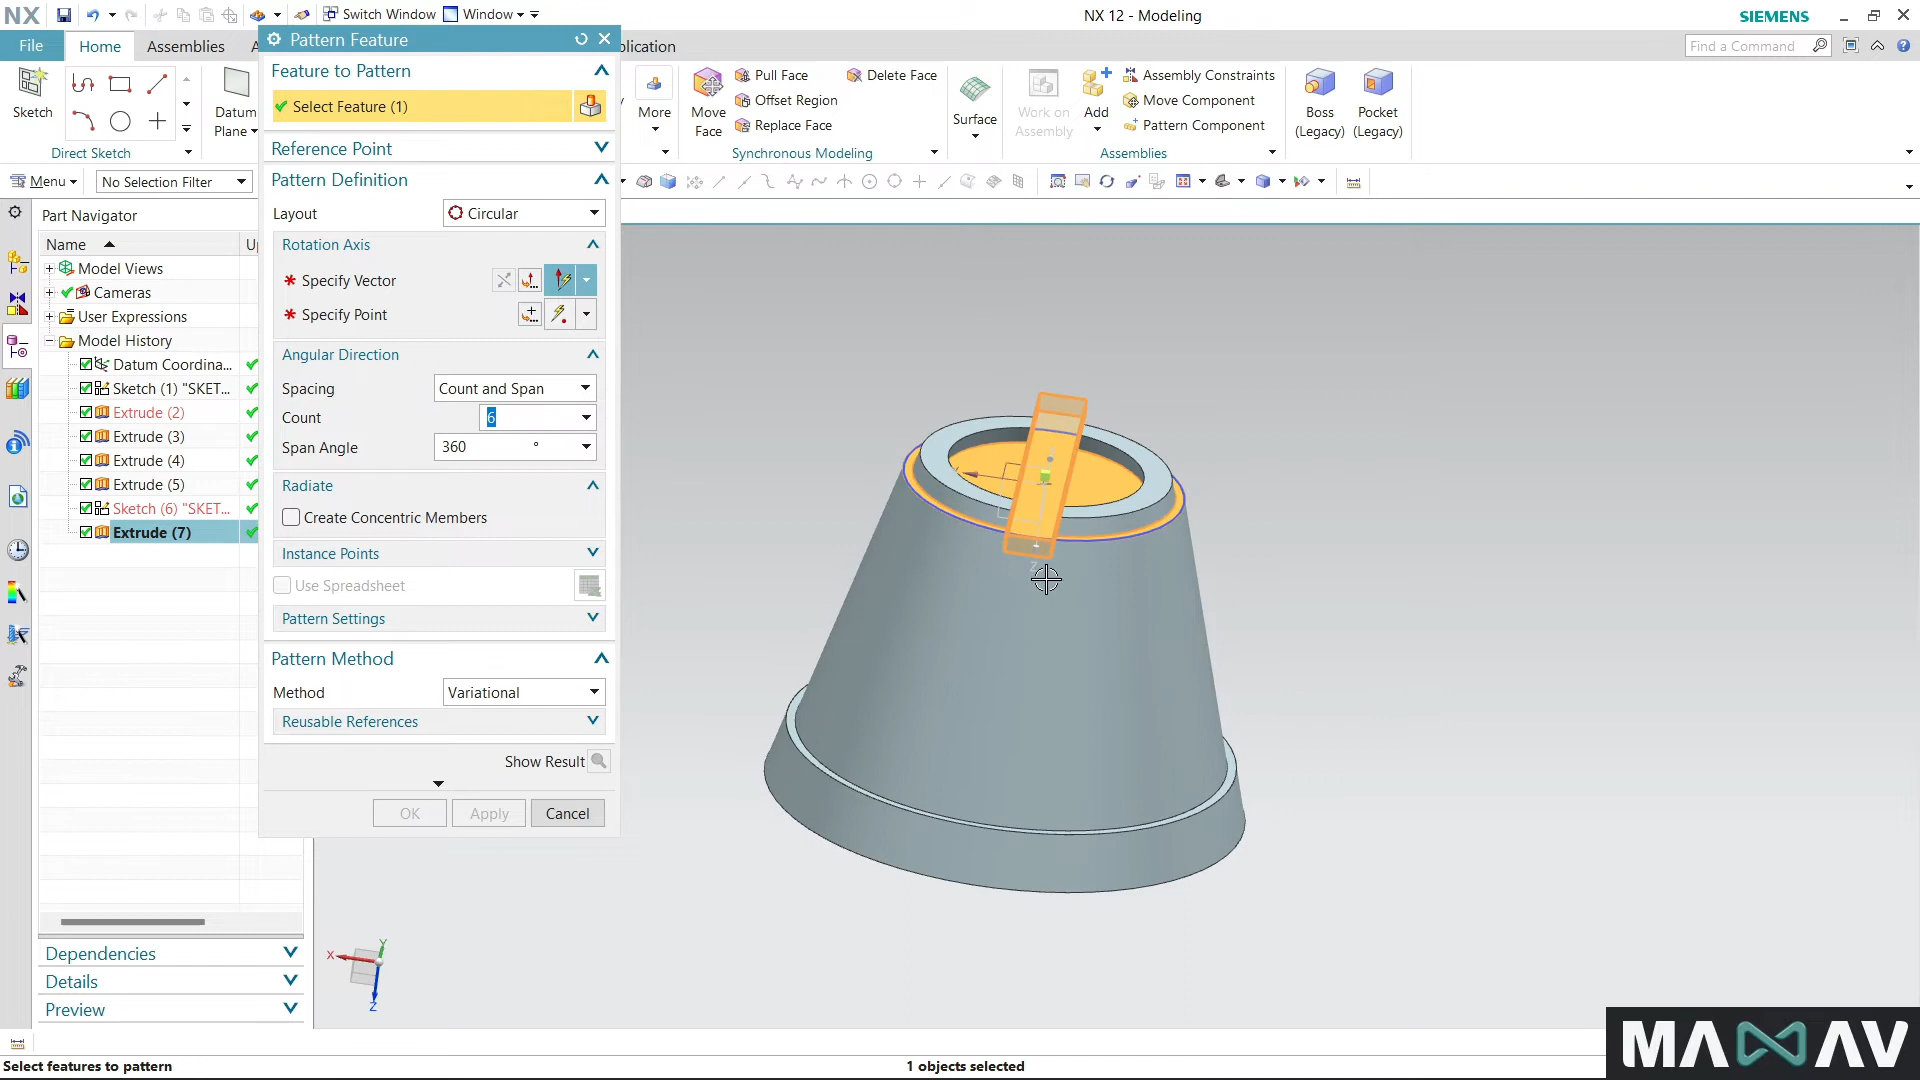 NX
Switch Window
Window
NX 12 - Modeling
SIEMENS
File
Home
Assemblies
A
plication
Find a Command
Sketch
Datum
Plane
Direct Sketch
More
Move
Face
Pull Face
Offset Region
Replace Face
Delete Face
Synchronous Modeling
Surface
Work on
Assembly
Add
Assembly Constraints
Move Component
Pattern Component
Assemblies
Boss
(Legacy)
Pocket
(Legacy)
Menu
No Selection Filter
Part Navigator
Name
Up
Model Views
Cameras
User Expressions
Model History
Datum Coordina...
Sketch (1) "SKET...
Extrude (2)
Extrude (3)
Extrude (4)
Extrude (5)
Sketch (6) "SKET...
Extrude (7)
Dependencies
Details
Preview
Pattern Feature
Feature to Pattern
Select Feature (1)
Reference Point
Pattern Definition
Layout
Circular
Rotation Axis
* Specify Vector
* Specify Point
Angular Direction
Spacing
Count and Span
Count
6
Span Angle
360 °
Radiate
Create Concentric Members
Instance Points
Use Spreadsheet
Pattern Settings
Pattern Method
Method
Variational
Reusable References
Show Result
OK
Apply
Cancel
Z
X
Y
Z
Select features to pattern
1 objects selected